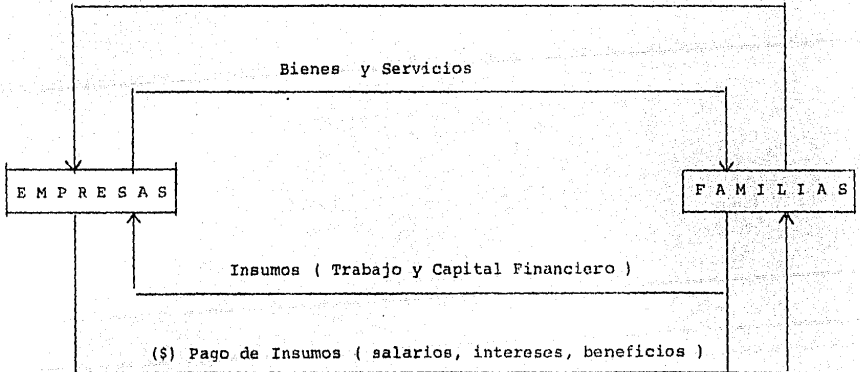 Bienes y Servicios
E M P R E S A S
F A M I L I A S
Insumos ( Trabajo y Capital Financiero )
($) Pago de Insumos ( salarios, intereses, beneficios )